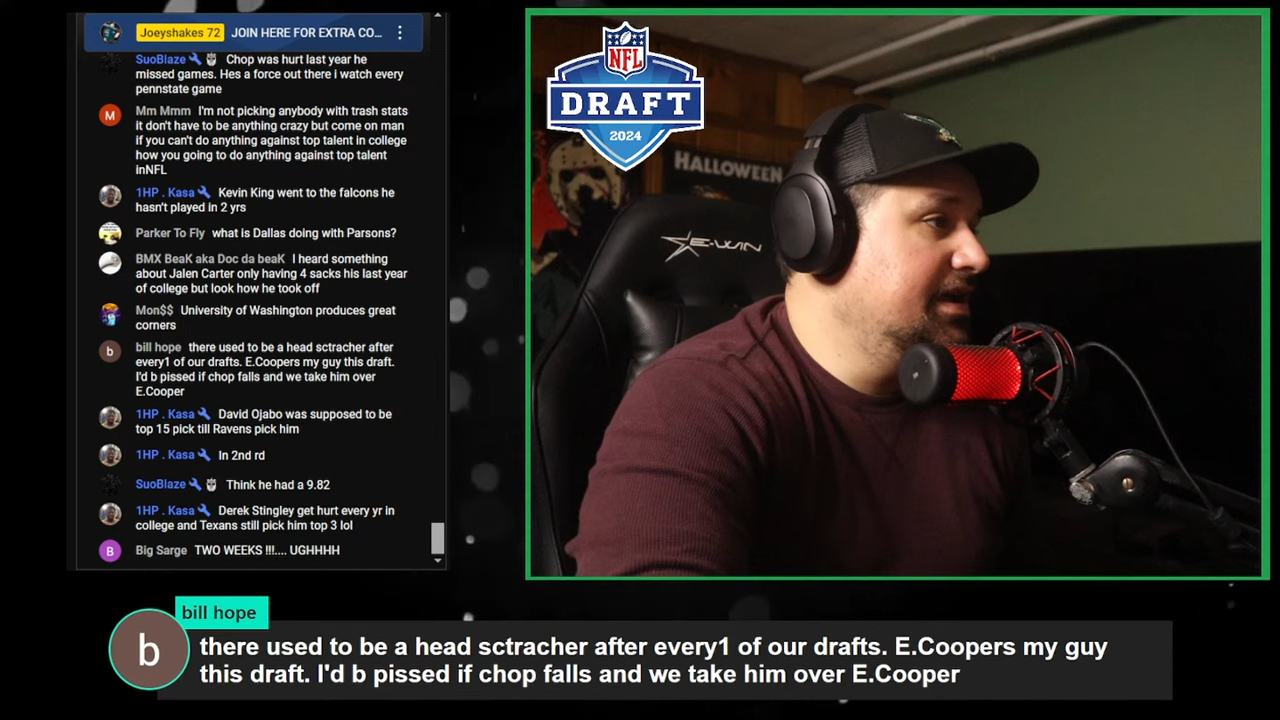 Joeyshakes 72 JOIN HERE FOR EXTRA CO...
SuoBlaze Chop was hurt last year he
missed games. Hes a force out there i watch every
pennstate game
M
Mm Mmm I'm not picking anybody with trash stats
it don't have to be anything crazy but come on man
if you can't do anything against top talent in college
how you going to do anything against top talent
inNFL
1HP . Kasa Kevin King went to the falcons he
hasn't played in 2 yrs
Parker To Fly what is Dallas doing with Parsons?
BMX BeaK aka Doc da beaK I heard something
about Jalen Carter only having 4 sacks his last year
of college but look how he took off
Mon$$ University of Washington produces great
corners
b
bill hope there used to be a head sctracher after
every1 of our drafts. E.Coopers my guy this draft.
I'd b pissed if chop falls and we take him over
E.Cooper
1HP . Kasa David Ojabo was supposed to be
top 15 pick till Ravens pick him
1HP . Kasa In 2nd rd
SuoBlaze Think he had a 9.82
1HP . Kasa Derek Stingley get hurt every yr in
college and Texans still pick him top 3 lol
B
Big Sarge TWO WEEKS !!!.... UGHHHH
NFL
DRAFT
2024
HALLOWEEN
E-WIN
bill hope
b
there used to be a head sctracher after every1 of our drafts. E.Coopers my guy
this draft. I'd b pissed if chop falls and we take him over E.Cooper